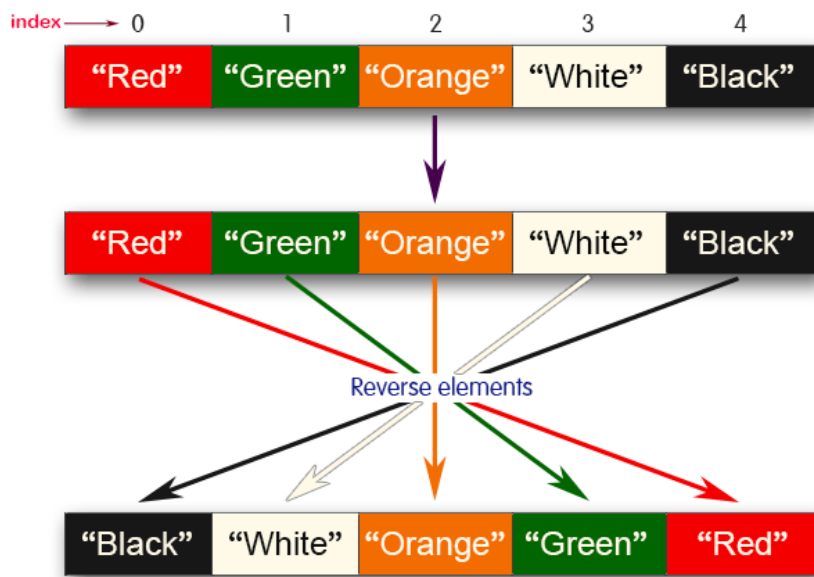 index 0 1 2 3 4
“Red” “Green” “Orange” “White” “Black”
“Red” “Green” “Orange” “White” “Black”
Reverse elements
“Black” “White” “Orange” “Green” “Red”